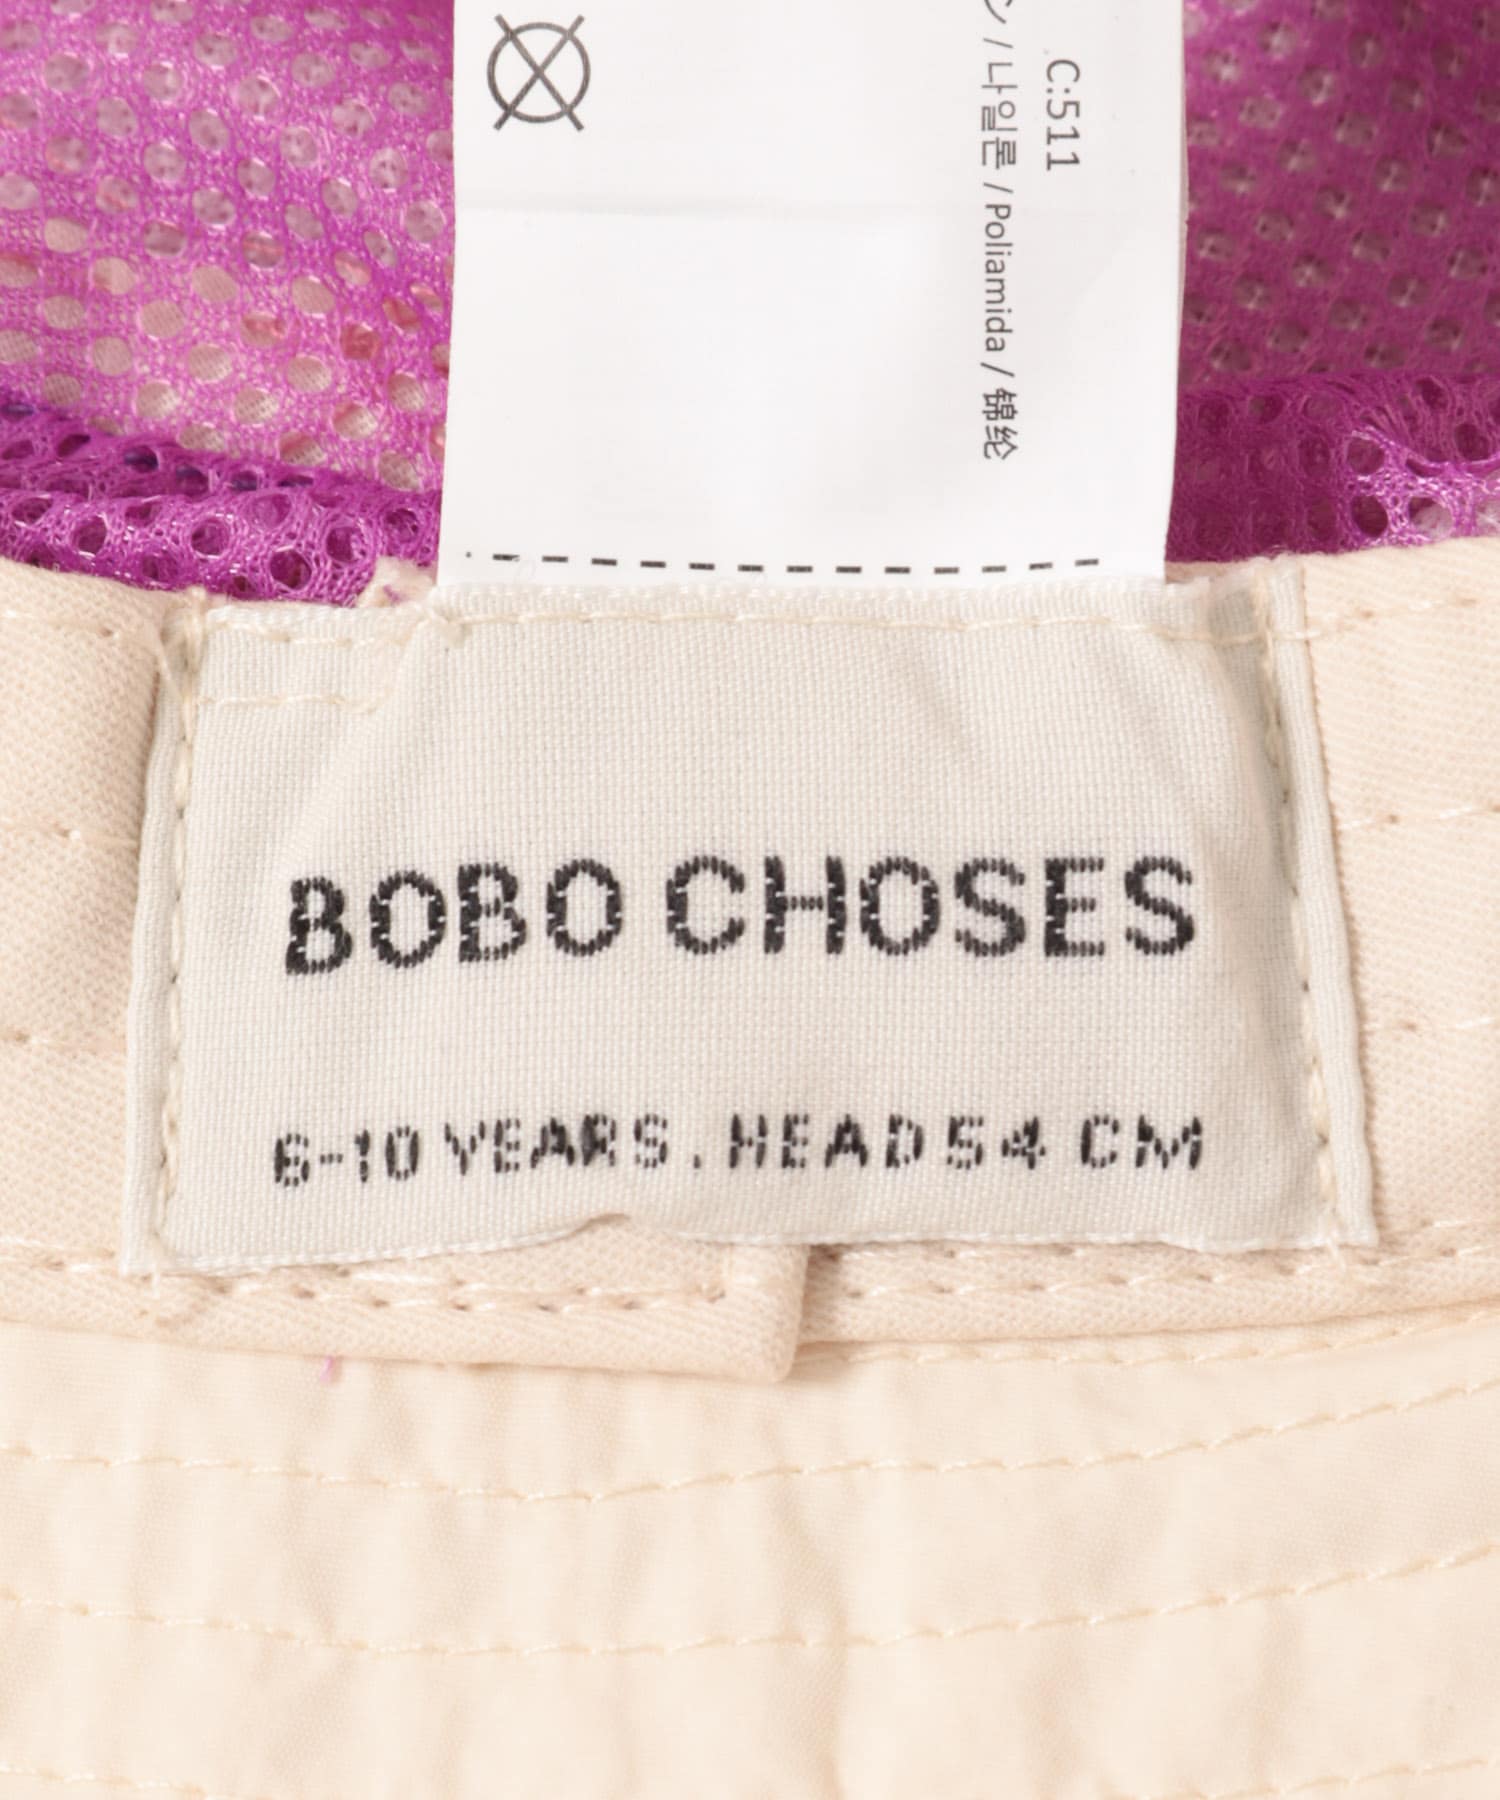 C:511
/ 나일론 / Poliamida / 锦纶
BOBO CHOSES
6-10 YEARS. HEAD 54 CM